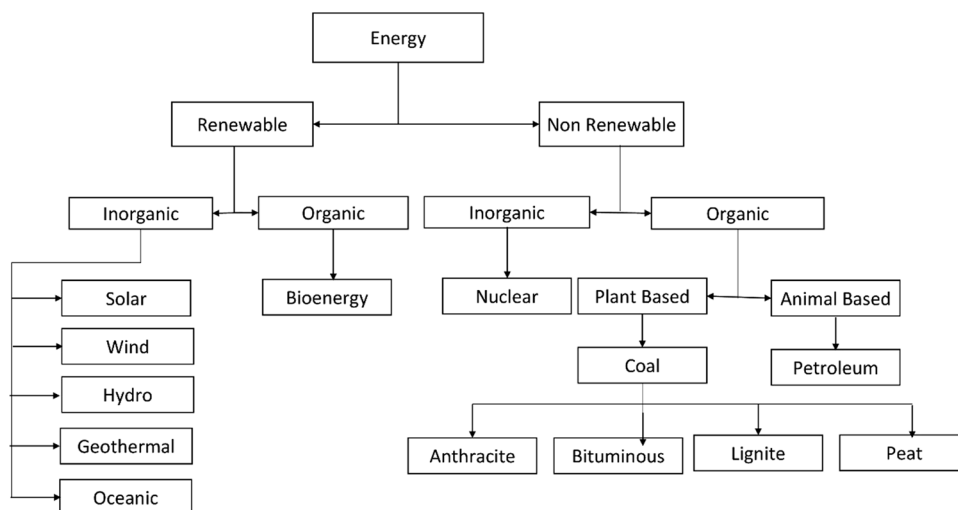 Energy
Renewable
Non Renewable
Inorganic
Organic
Inorganic
Organic
Solar
Bioenergy
Nuclear
Plant Based
Animal Based
Wind
Coal
Petroleum
Hydro
Geothermal
Anthracite
Bituminous
Lignite
Peat
Oceanic